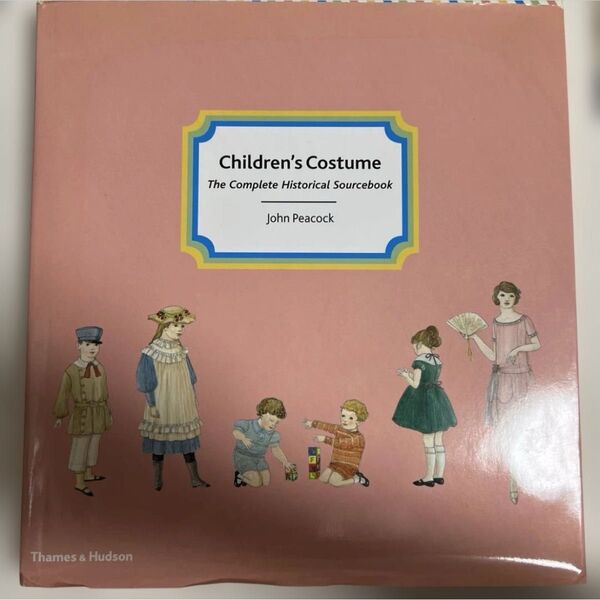 Children's Costume
The Complete Historical Sourcebook
John Peacock
Thames & Hudson